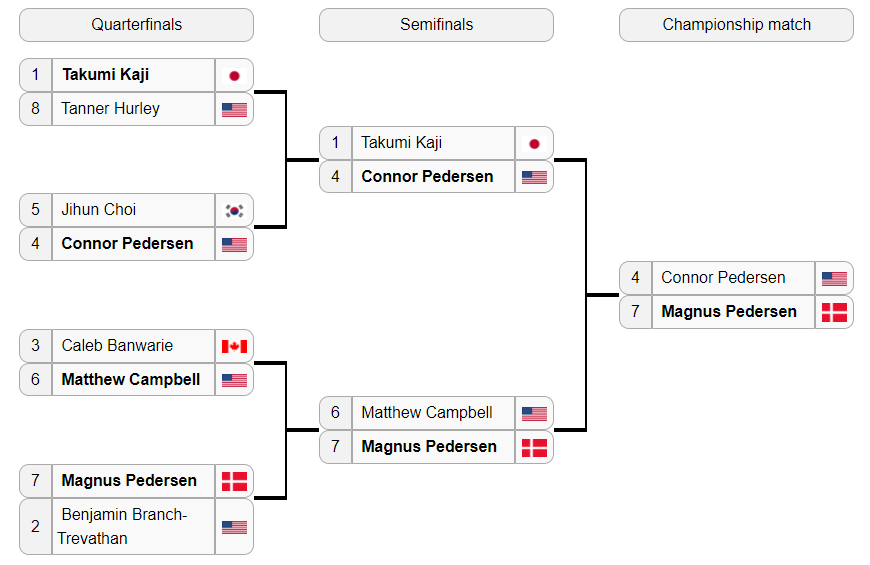 Quarterfinals
Semifinals
Championship match
1 Takumi Kaji
8 Tanner Hurley
5 Jihun Choi
4 Connor Pedersen
3 Caleb Banwarie
6 Matthew Campbell
7 Magnus Pedersen
2 Benjamin Branch-
Trevathan
1 Takumi Kaji
4 Connor Pedersen
6 Matthew Campbell
7 Magnus Pedersen
4 Connor Pedersen
7 Magnus Pedersen